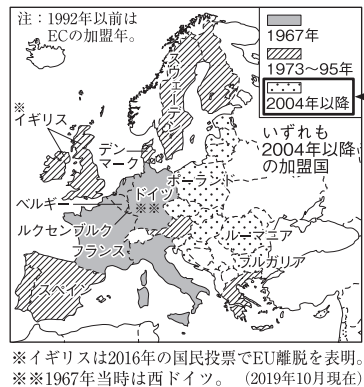 注：1992年以前は
ECの加盟年。
1967年
1973〜95年
2004年以降
いずれも
2004年以降
の加盟国
スウェーデン
※
イギリス
デン
マーク
ポーランド
ベルギー
ドイツ
※※
ルクセンブルク
フランス
ルーマニア
ブルガリア
スペイン
※イギリスは2016年の国民投票でEU離脱を表明。
※※1967年当時は西ドイツ。（2019年10月現在）